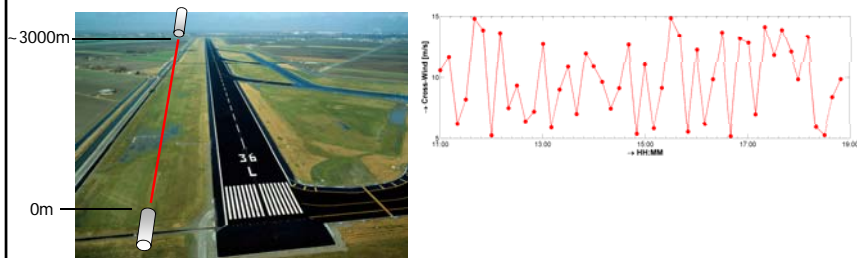 ~3000m
0m
36
L
→ Cross-Wind [m/s]
15
10
5
11:00 13:00 15:00 17:00 19:00
→ HH:MM